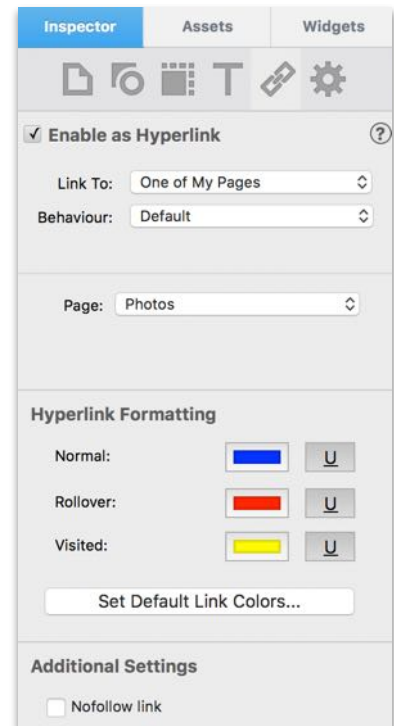 Inspector Assets Widgets
T
Enable as Hyperlink ?
Link To: One of My Pages
Behaviour: Default
Page: Photos
Hyperlink Formatting
Normal: U
Rollover: U
Visited: U
Set Default Link Colors...
Additional Settings
Nofollow link